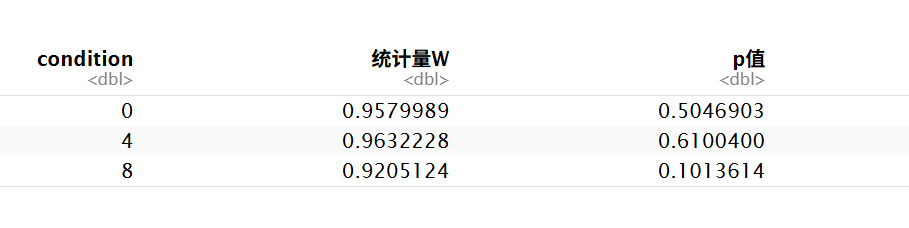 condition 统计量W p值
<dbl> <dbl> <dbl>
0 0.9579989 0.5046903
4 0.9632228 0.6100400
8 0.9205124 0.1013614